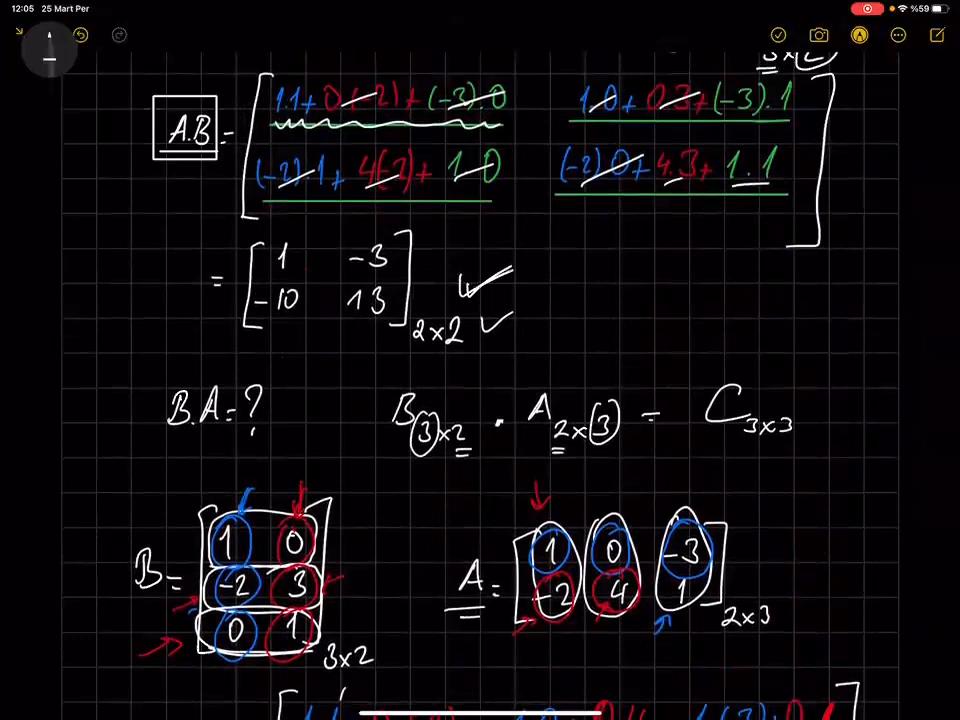 12:05 25 Mart Per %59
3x2
A.B = [ 1.1+0(-2)+(-3).0 1.0+0.3+(-3).1
(-2).1+4(-2)+1.0 (-2)0+4.3+1.1 ]
= [ 1 -3
-10 13 ] 2x2
B.A=? B 3x2 . A 2x3 = C 3x3
B= [ 1 0
-2 3
0 1 ] 3x2
A= [ 1 0 -3
-2 4 1 ] 2x3